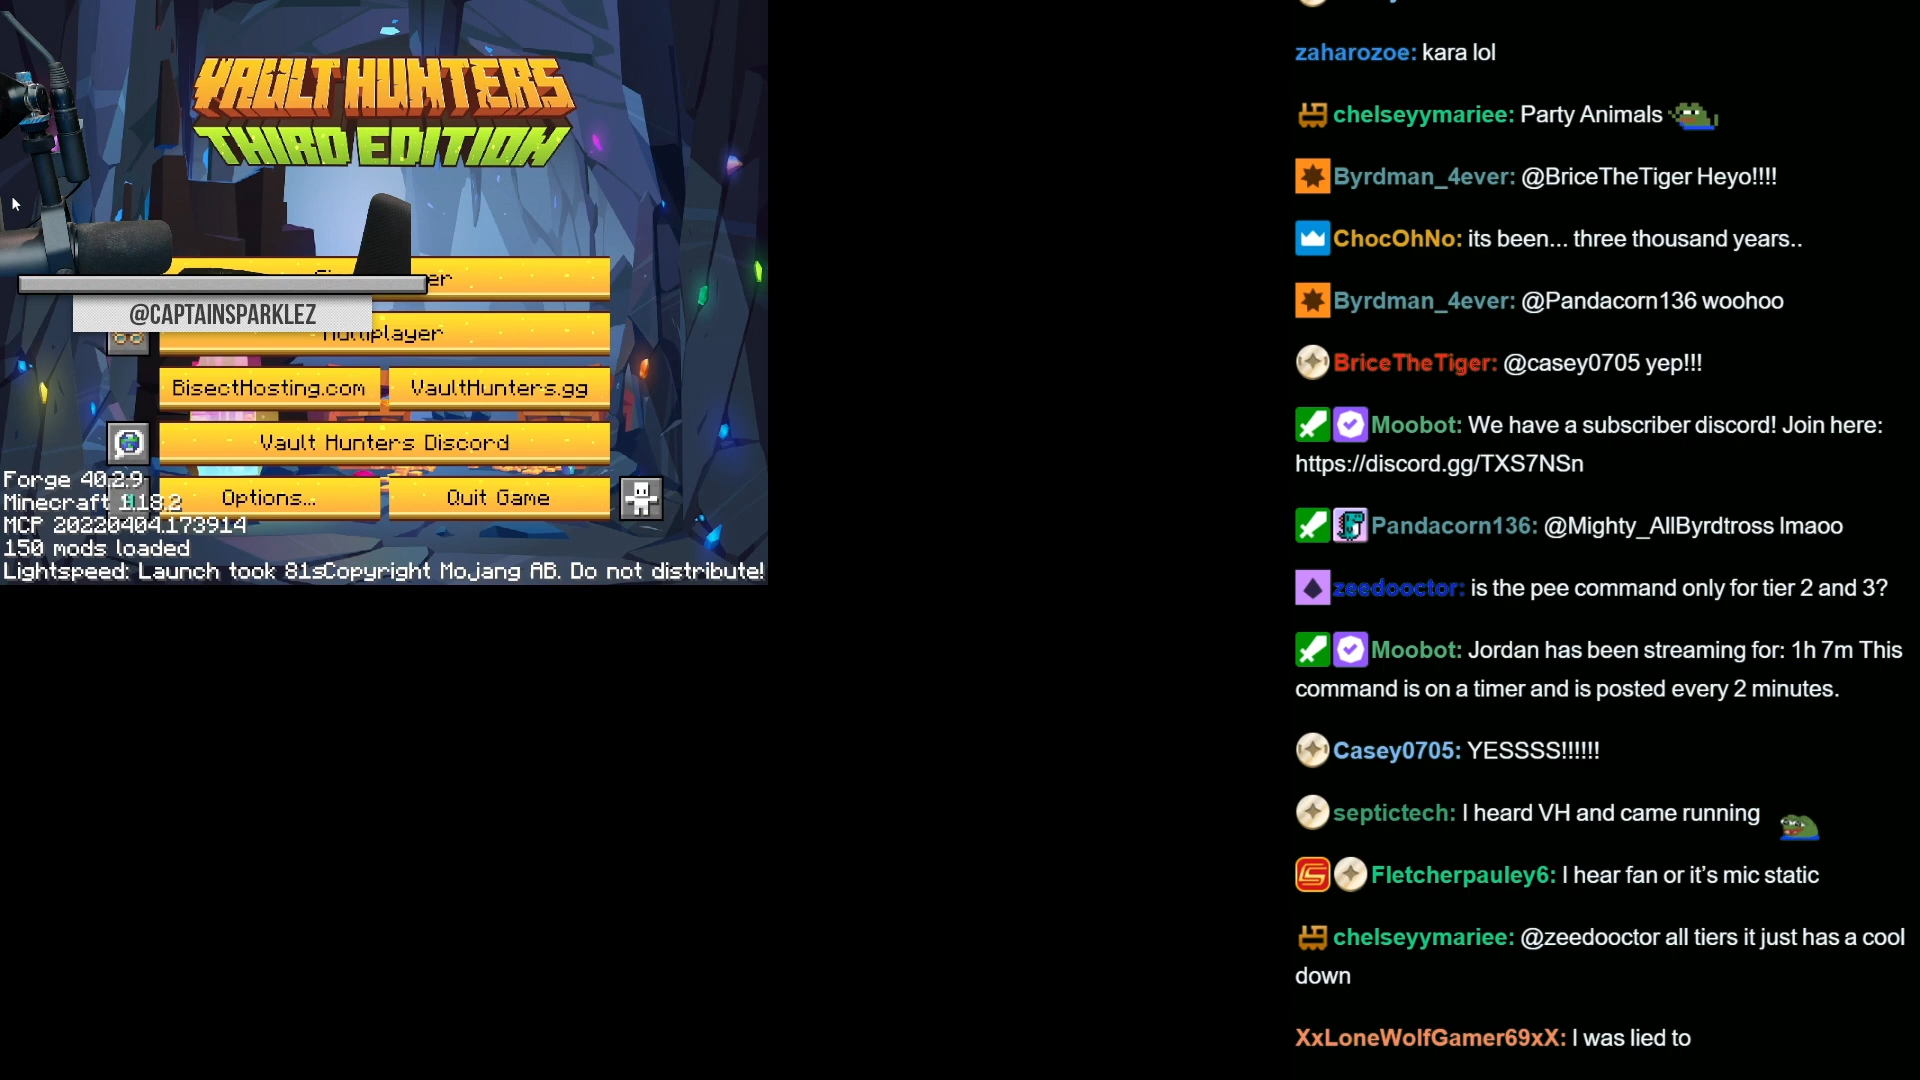 VAULT HUNTERS
THIRD EDITION
er
@CAPTAINSPARKLEZ
Multiplayer
BisectHosting.com VaultHunters.gg
Vault Hunters Discord
Options... Quit Game
Forge 40.2.9
Minecraft 1.18.2
MCP 20220404.173914
150 mods loaded
Lightspeed: Launch took 81s
Copyright Mojang AB. Do not distribute!
zaharozoe: kara lol
chelseyymariee: Party Animals
Byrdman_4ever: @BriceTheTiger Heyo!!!!
ChocOhNo: its been... three thousand years..
Byrdman_4ever: @Pandacorn136 woohoo
BriceTheTiger: @casey0705 yep!!!
Moobot: We have a subscriber discord! Join here:
https://discord.gg/TXS7NSn
Pandacorn136: @Mighty_AllByrdtross lmaoo
zeedooctor: is the pee command only for tier 2 and 3?
Moobot: Jordan has been streaming for: 1h 7m This
command is on a timer and is posted every 2 minutes.
Casey0705: YESSSS!!!!!!
septictech: I heard VH and came running
Fletcherpauley6: I hear fan or it’s mic static
chelseyymariee: @zeedooctor all tiers it just has a cool
down
XxLoneWolfGamer69xX: I was lied to